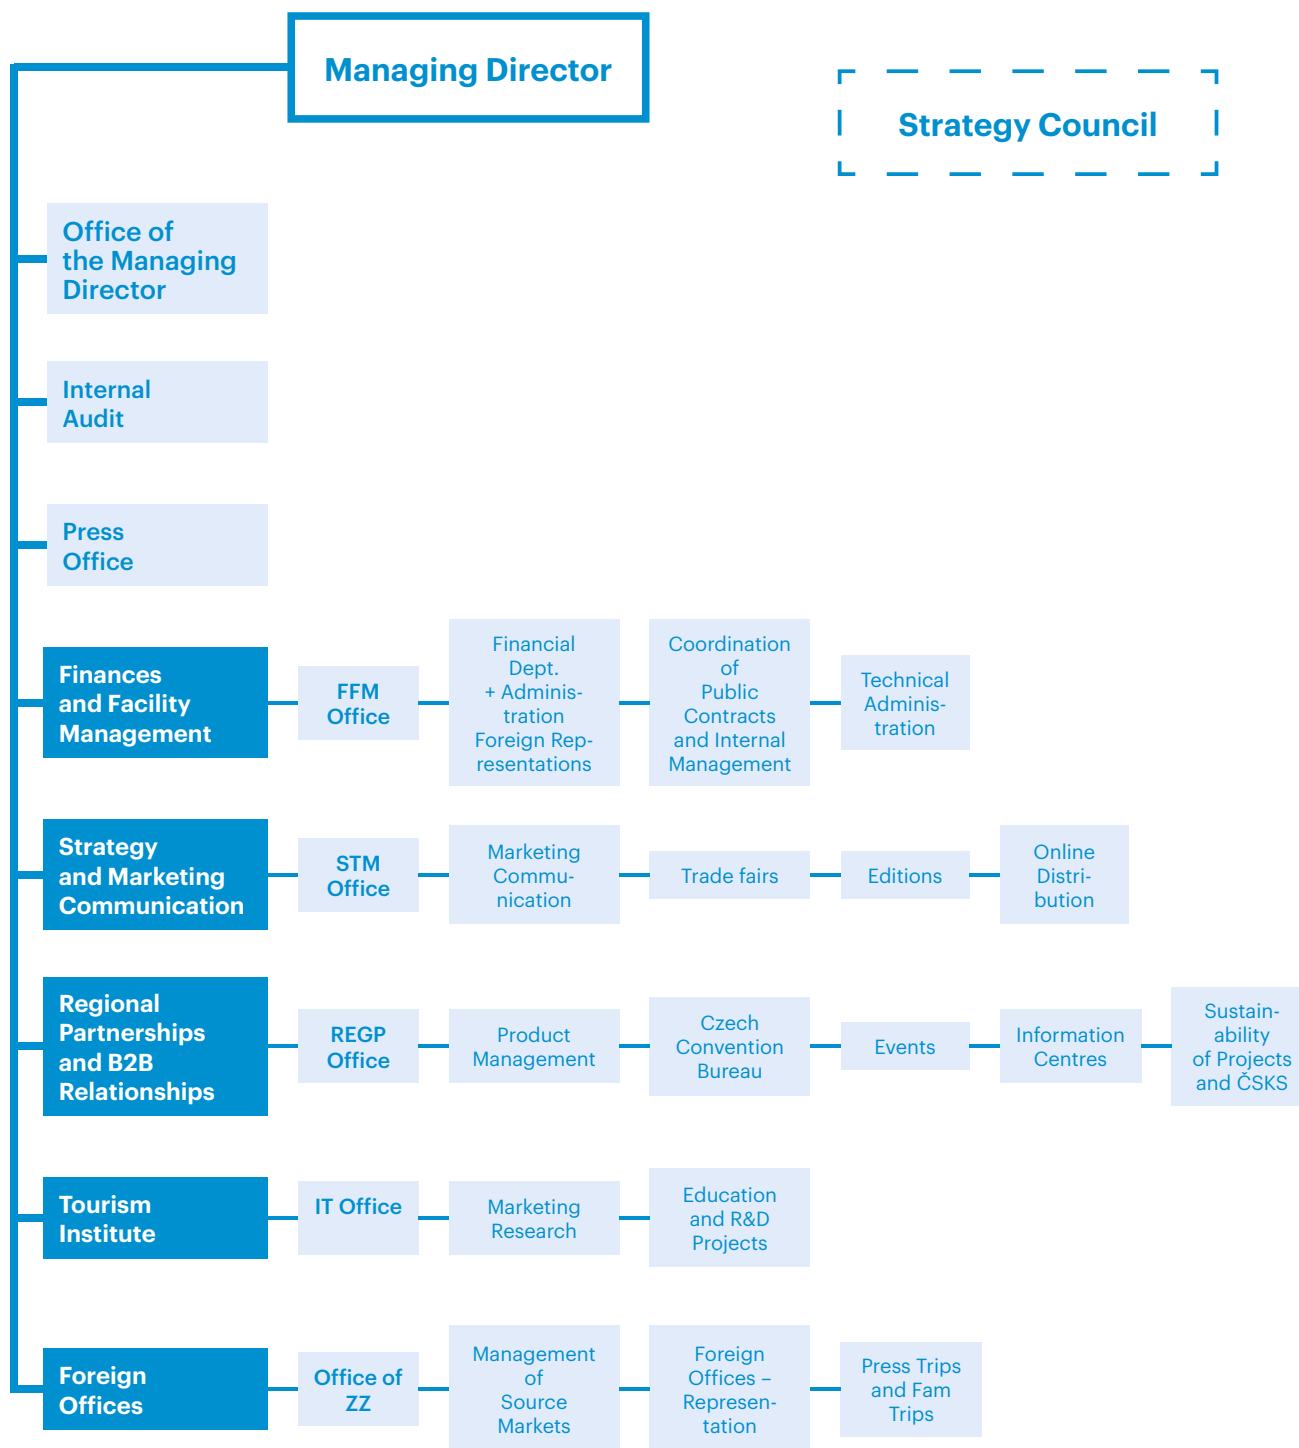 Managing Director
Strategy Council
Office of
the Managing
Director
Internal
Audit
Press
Office
Finances
and Facility
Management
FFM
Office
Financial
Dept.
+ Adminis-
tration
Foreign Rep-
resentations
Coordination
of
Public
Contracts
and Internal
Management
Technical
Adminis-
tration
Strategy
and Marketing
Communication
STM
Office
Marketing
Commu-
nication
Trade fairs
Editions
Online
Distri-
bution
Regional
Partnerships
and B2B
Relationships
REGP
Office
Product
Management
Czech
Convention
Bureau
Events
Information
Centres
Sustain-
ability
of Projects
and ČSKS
Tourism
Institute
IT Office
Marketing
Research
Education
and R&D
Projects
Foreign
Offices
Office of
ZZ
Management
of
Source
Markets
Foreign
Offices –
Represen-
tation
Press Trips
and Fam
Trips